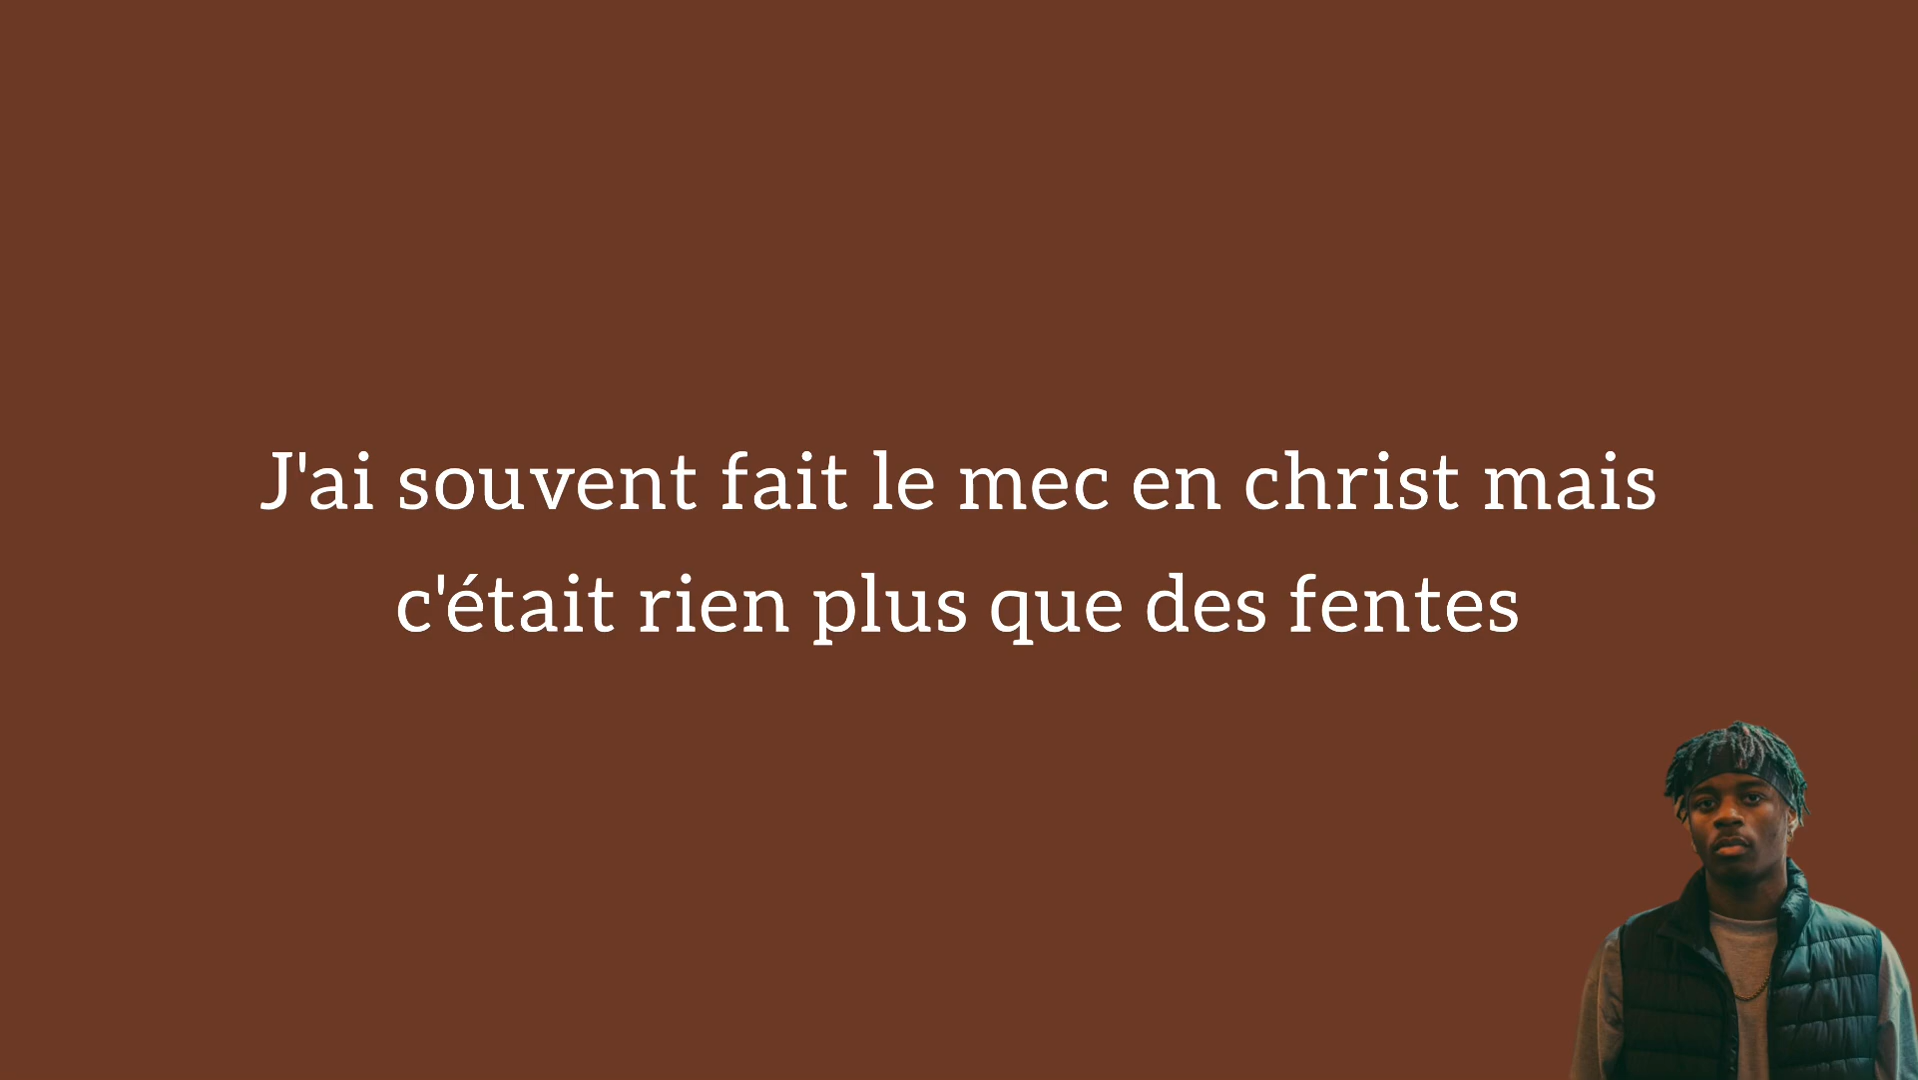 J'ai souvent fait le mec en christ mais
c'était rien plus que des fentes